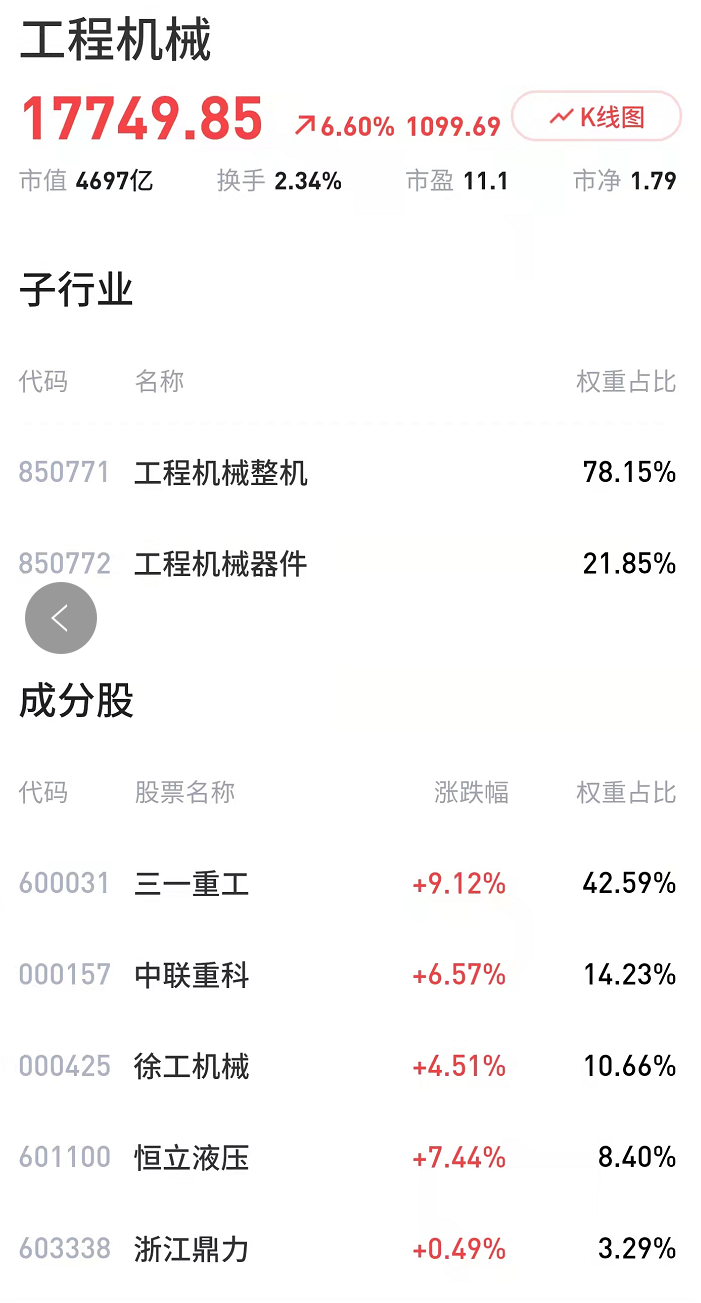 工程机械
17749.85 ↗6.60% 1099.69 K线图
市值 4697亿 换手 2.34% 市盈 11.1 市净 1.79
子行业
代码 名称 权重占比
850771 工程机械整机 78.15%
850772 工程机械器件 21.85%
成分股
代码 股票名称 涨跌幅 权重占比
600031 三一重工 +9.12% 42.59%
000157 中联重科 +6.57% 14.23%
000425 徐工机械 +4.51% 10.66%
601100 恒立液压 +7.44% 8.40%
603338 浙江鼎力 +0.49% 3.29%